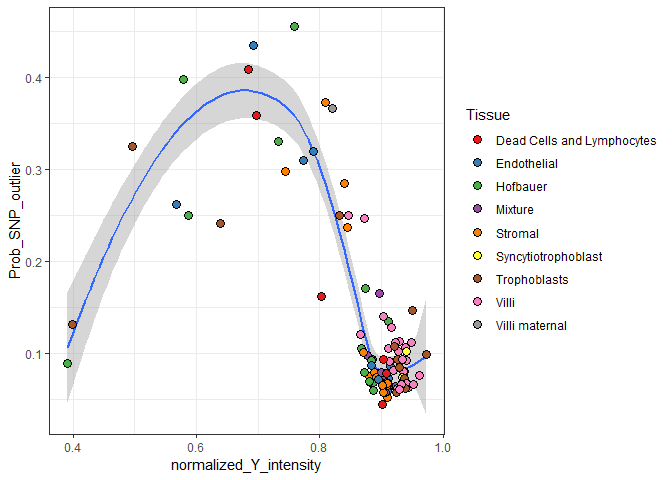 Prob_SNP_outlier
0.4
0.3
0.2
0.1
0.4
0.6
0.8
1.0
normalized_Y_intensity
Tissue
Dead Cells and Lymphocytes
Endothelial
Hofbauer
Mixture
Stromal
Syncytiotrophoblast
Trophoblasts
Villi
Villi maternal